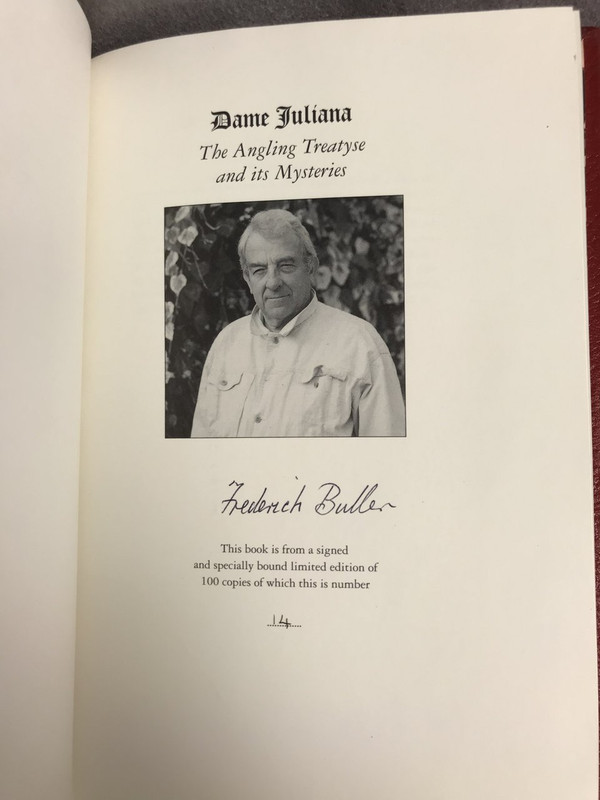 Dame Juliana
The Angling Treatyse
and its Mysteries
Frederick Buller
This book is from a signed
and specially bound limited edition of
100 copies of which this is number
14